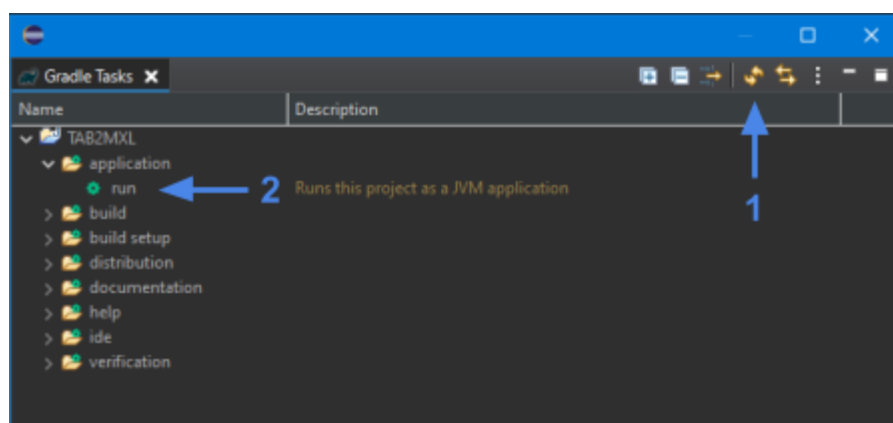 Gradle Tasks
Name Description
TAB2MXL
application
run 2 Runs this project as a JVM application
1
build
build setup
distribution
documentation
help
ide
verification